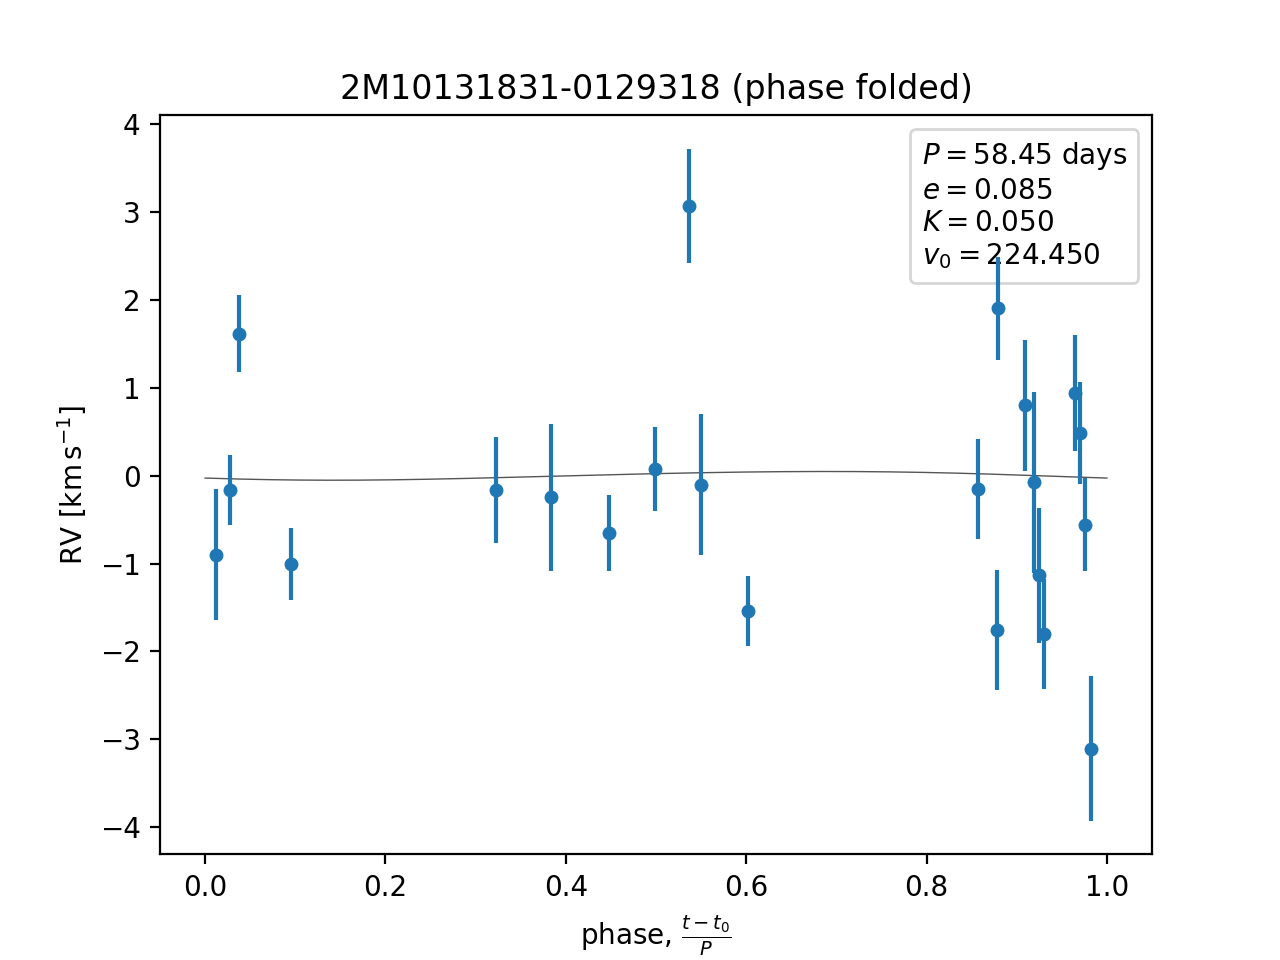 2M10131831-0129318 (phase folded)
P = 58.45 days
e = 0.085
K = 0.050
v₀ = 224.450
4
3
2
1
0
−1
−2
−3
−4
RV [km s⁻¹]
0.0 0.2 0.4 0.6 0.8 1.0
phase, (t − t₀)/P